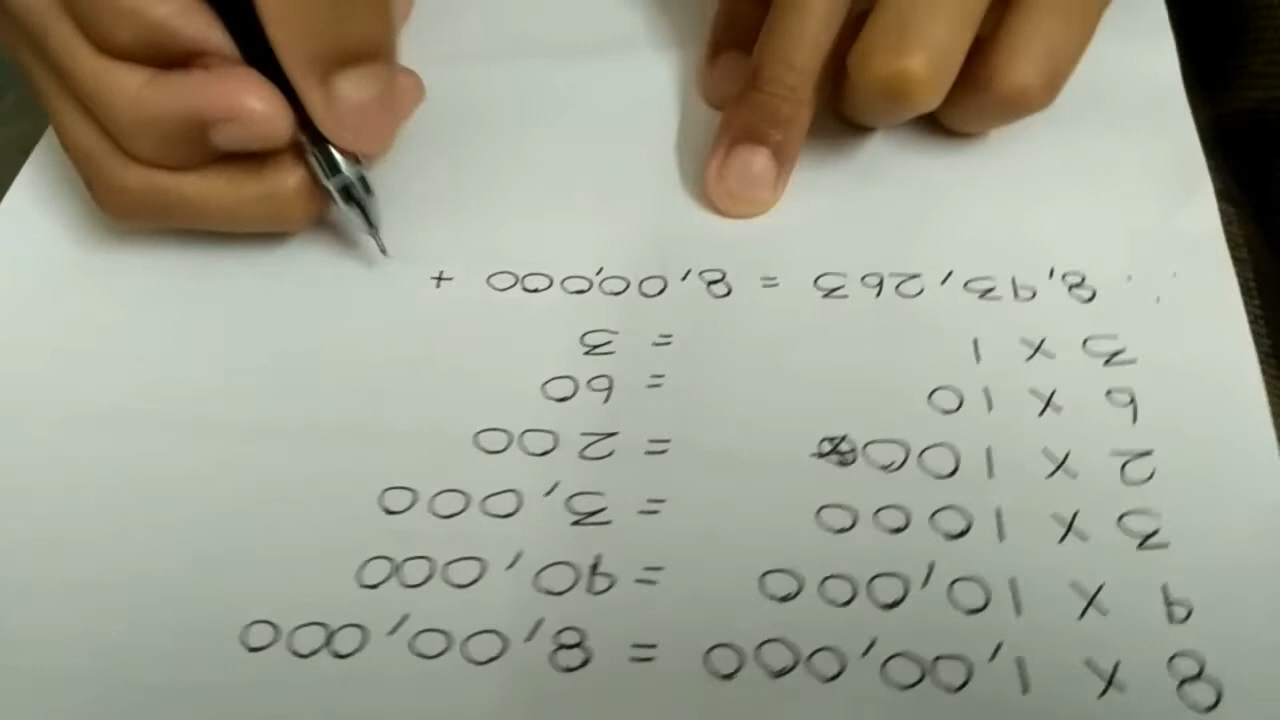 8 × 1,00,000 = 8,00,000
9 × 10,000 = 90,000
3 × 1000 = 3,000
2 × 100 = 200
6 × 10 = 60
3 × 1 = 3
∴ 8,93,263 = 8,00,000 +